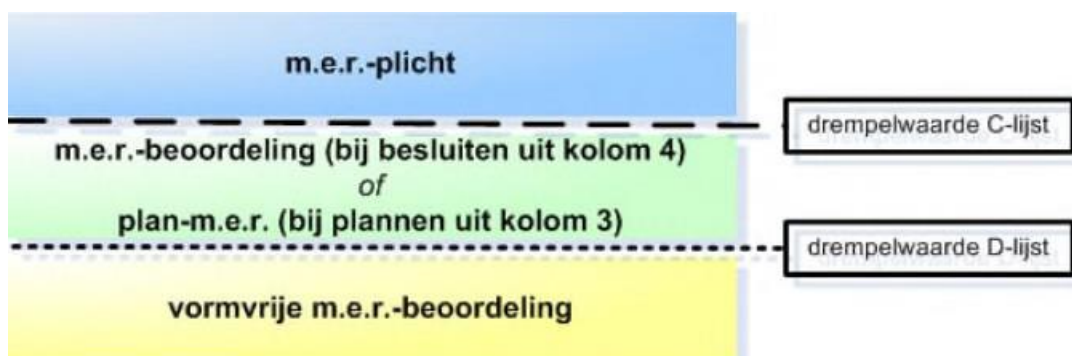 m.e.r.-plicht
drempelwaarde C-lijst
m.e.r.-beoordeling (bij besluiten uit kolom 4)
of
plan-m.e.r. (bij plannen uit kolom 3)
drempelwaarde D-lijst
vormvrije m.e.r.-beoordeling